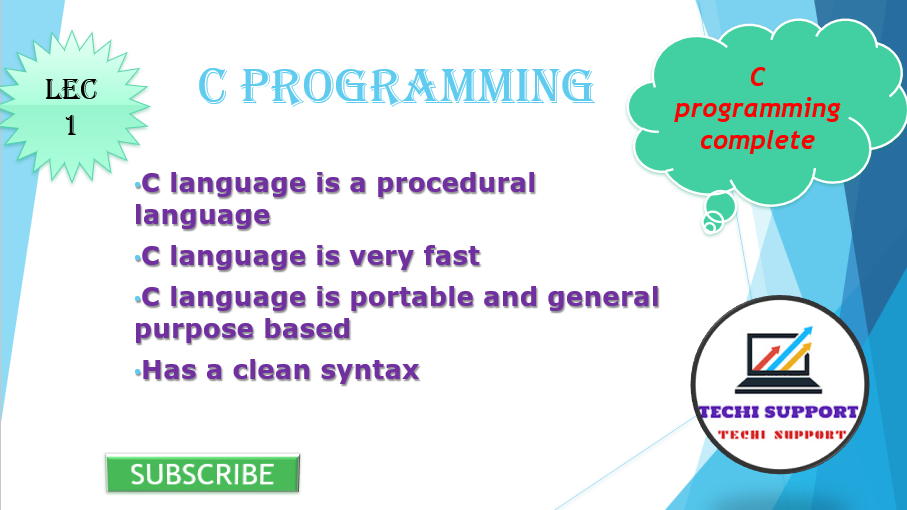 LEC
1
C PROGRAMMING
C
programming
complete
•C language is a procedural
language
•C language is very fast
•C language is portable and general
purpose based
•Has a clean syntax
TECHI SUPPORT
TECHI SUPPORT
SUBSCRIBE